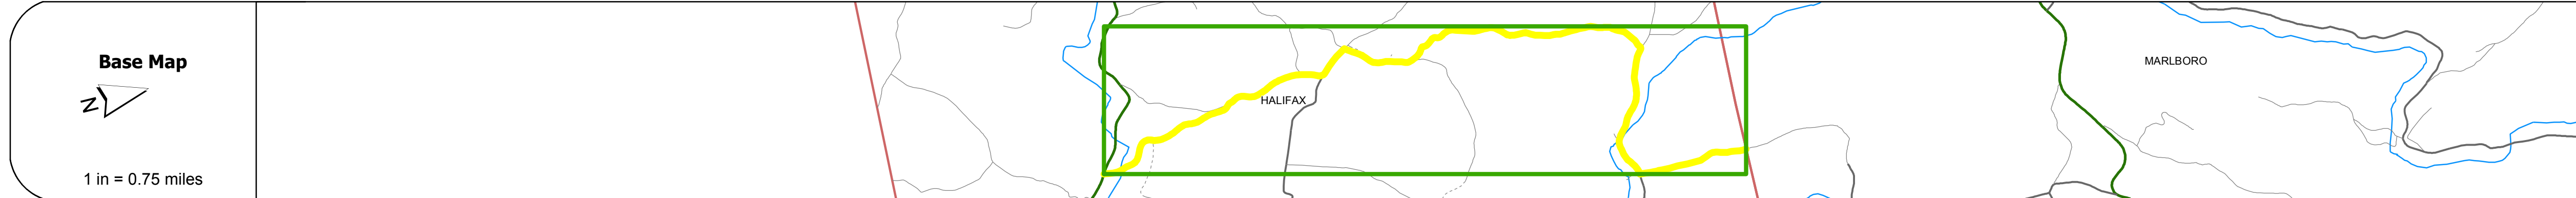 Base Map
N
1 in = 0.75 miles
HALIFAX
MARLBORO